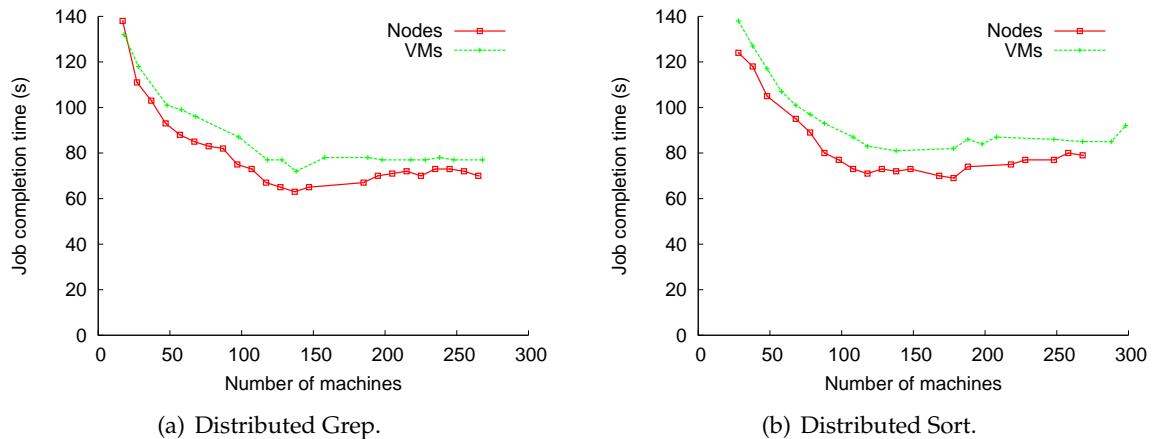 140
120
100
80
60
40
20
0
Job completion time (s)
0 50 100 150 200 250 300
Number of machines
Nodes
VMs
(a) Distributed Grep.
140
120
100
80
60
40
20
0
Job completion time (s)
0 50 100 150 200 250 300
Number of machines
Nodes
VMs
(b) Distributed Sort.